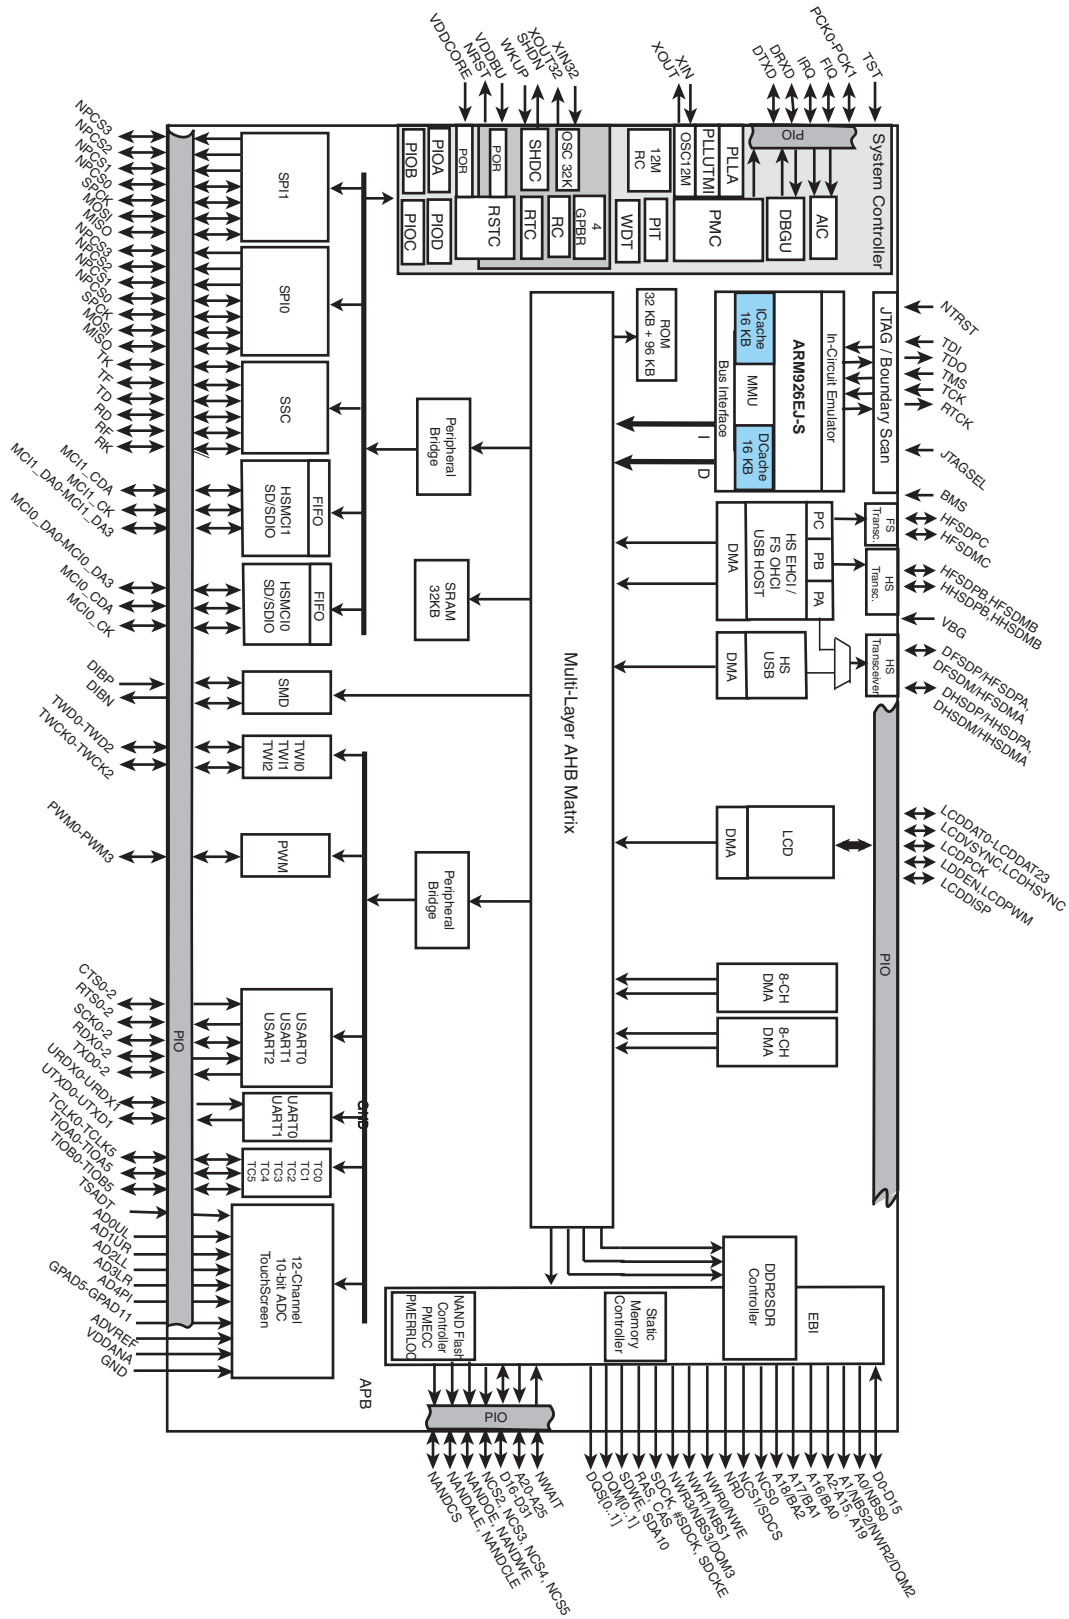 TST
PCK0-PCK1
FIQ
IRQ
DRXD
DTXD
XIN
XOUT
XIN32
XOUT32
SHDN
WKUP
VDDBU
NRST
VDDCORE
System Controller
PIO
AIC
DBGU
PLLA
PLLUTMI
OSC12M
PMC
12M
RC
PIT
WDT
OSC 32K
4
GPBR
RC
SHDC
RTC
POR
POR
RSTC
PIOA
PIOD
PIOB
PIOC
NTRST
TDI
TDO
TMS
TCK
RTCK
JTAGSEL
BMS
HFSDPC
HFSDMC
HFSDPB,HFSDMB
HHSDPB,HHSDMB
VBG
DFSDP/HFSDPA,
DFSDM/HFSDMA
DHSDP/HHSDPA,
DHSDM/HHSDMA
LCDDAT0-LCDDAT23
LCDVSYNC,LCDHSYNC
LCDPCK
LDDEN,LCDPWM
LCDDISP
JTAG / Boundary Scan
In-Circuit Emulator
ARM926EJ-S
ICache
16 KB
MMU
DCache
16 KB
Bus Interface
I
D
ROM
32 KB + 96 KB
FS
Transc.
HS
Transc.
HS
Transceiver
PC
PB
PA
HS EHCI /
FS OHCI
USB HOST
DMA
HS
USB
DMA
LCD
DMA
PIO
8-CH
DMA
8-CH
DMA
Multi-Layer AHB Matrix
Peripheral
Bridge
SRAM
32KB
Peripheral
Bridge
SPI1
SPI0
SSC
FIFO
HSMCI1
SD/SDIO
FIFO
HSMCI0
SD/SDIO
SMD
TWI0
TWI1
TWI2
PWM
USART0
USART1
USART2
UART0
UART1
TC0
TC1
TC2
TC3
TC4
TC5
12-Channel
10-bit ADC
TouchScreen
GND
APB
PIO
NPCS3
NPCS2
NPCS1
NPCS0
SPCK
MOSI
MISO
NPCS3
NPCS2
NPCS1
NPCS0
SPCK
MOSI
MISO
TK
TF
TD
RD
RF
RK
MCI1_CDA
MCI1_CK
MCI1_DA0-MCI1_DA3
MCI0_DA0-MCI0_DA3
MCI0_CDA
MCI0_CK
DIBP
DIBN
TWD0-TWD2
TWCK0-TWCK2
PWM0-PWM3
CTS0-2
RTS0-2
SCK0-2
RDX0-2
TXD0-2
URDX0-URDX1
UTXD0-UTXD1
TCLK0-TCLK5
TIOA0-TIOA5
TIOB0-TIOB5
TSADT
AD0UL
AD1UR
AD2LL
AD3LR
AD4PI
GPAD5-GPAD11
ADVREF
VDDANA
GND
EBI
DDR2SDR
Controller
Static
Memory
Controller
NAND Flash
Controller
PMECC
PMERRLOC
PIO
D0-D15
A0/NBS0
A1/NBS2/NWR2/DQM2
A2-A15, A19
A16/BA0
A17/BA1
A18/BA2
NCS0
NCS1/SDCS
NRD
NWR0/NWE
NWR1/NBS1
NWR3/NBS3/DQM3
SDCK, #SDCK, SDCKE
RAS, CAS
SDWE, SDA10
DQM[0..1]
DQS[0..1]
NWAIT
A20-A25
D16-D31
NCS2, NCS3, NCS4, NCS5
NANDOE, NANDWE
NANDALE, NANDCLE
NANDCS